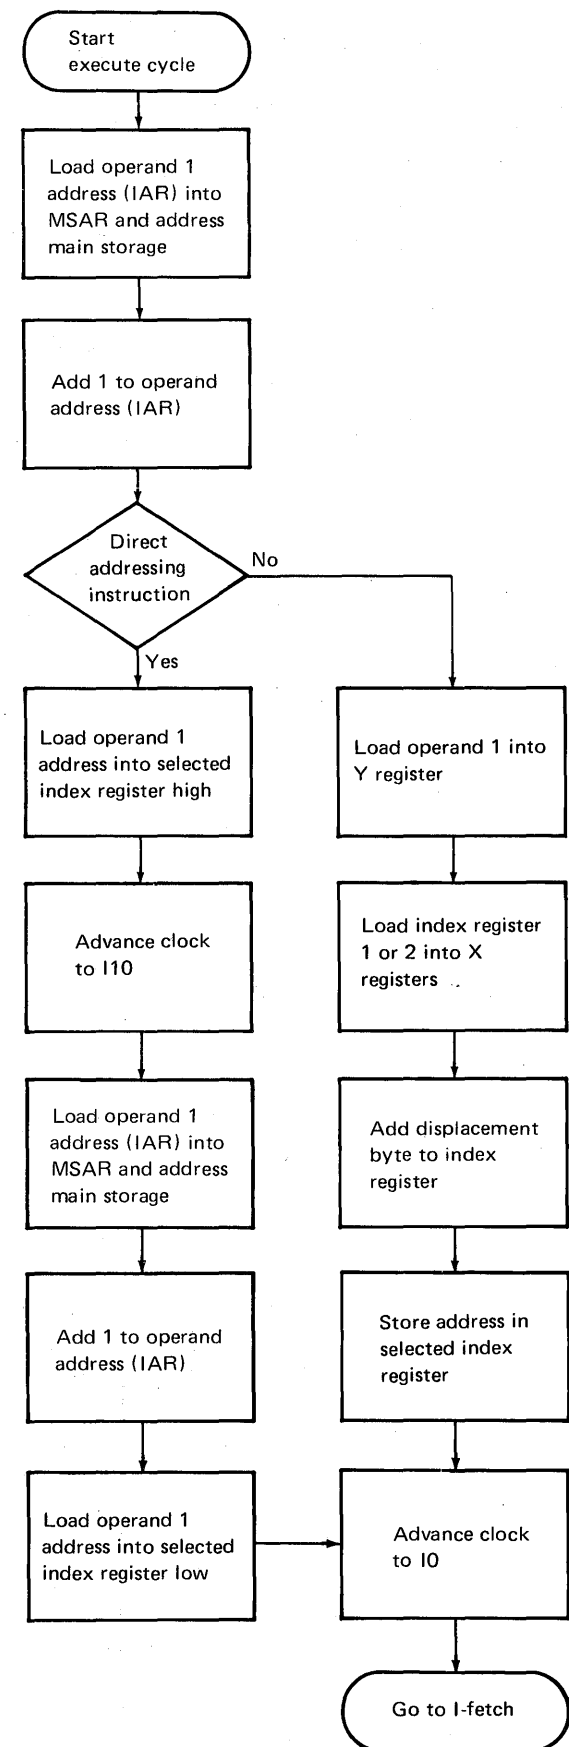 Start
execute cycle
Load operand 1
address (IAR) into
MSAR and address
main storage
Add 1 to operand
address (IAR)
Direct
addressing
instruction
No
Yes
Load operand 1
address into selected
index register high
Advance clock
to I10
Load operand 1
address (IAR) into
MSAR and address
main storage
Add 1 to operand
address (IAR)
Load operand 1
address into selected
index register low
Load operand 1 into
Y register
Load index register
1 or 2 into X
registers
Add displacement
byte to index
register
Store address in
selected index
register
Advance clock
to I0
Go to I-fetch